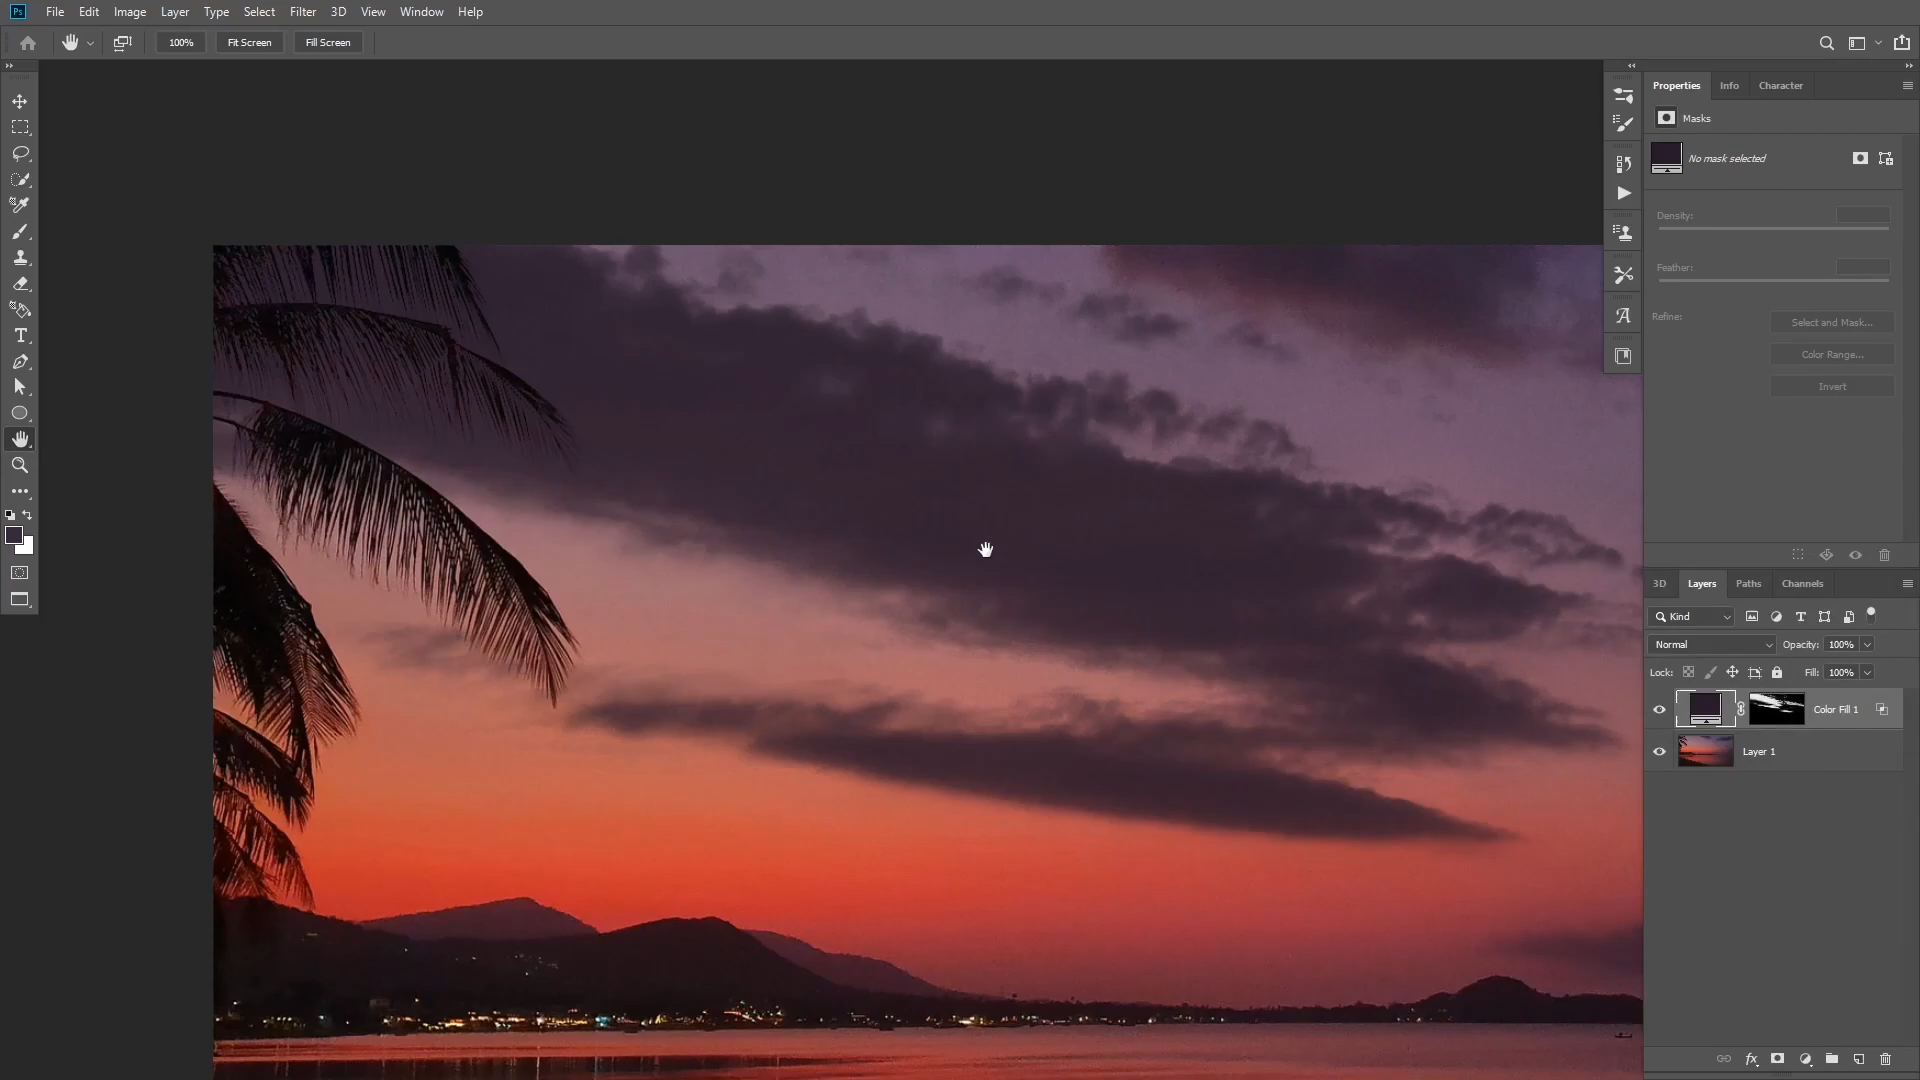 Ps File Edit Image Layer Type Select Filter 3D View Window Help
100% Fit Screen Fill Screen
Properties Info Character
Masks
No mask selected
Density:
Feather:
Refine: Select and Mask...
Color Range...
Invert
3D Layers Paths Channels
Kind
Normal Opacity: 100%
Lock: Fill: 100%
Color Fill 1
Layer 1
fx